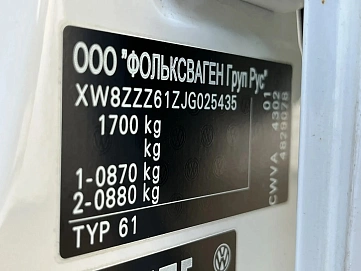 ООО "ФОЛЬКСВАГЕН Груп Рус"
XW8ZZZ61ZJG025435
1700 kg
kg
1-0870 kg
2-0880 kg
TYP 61
CWVA 4302
01
4829078